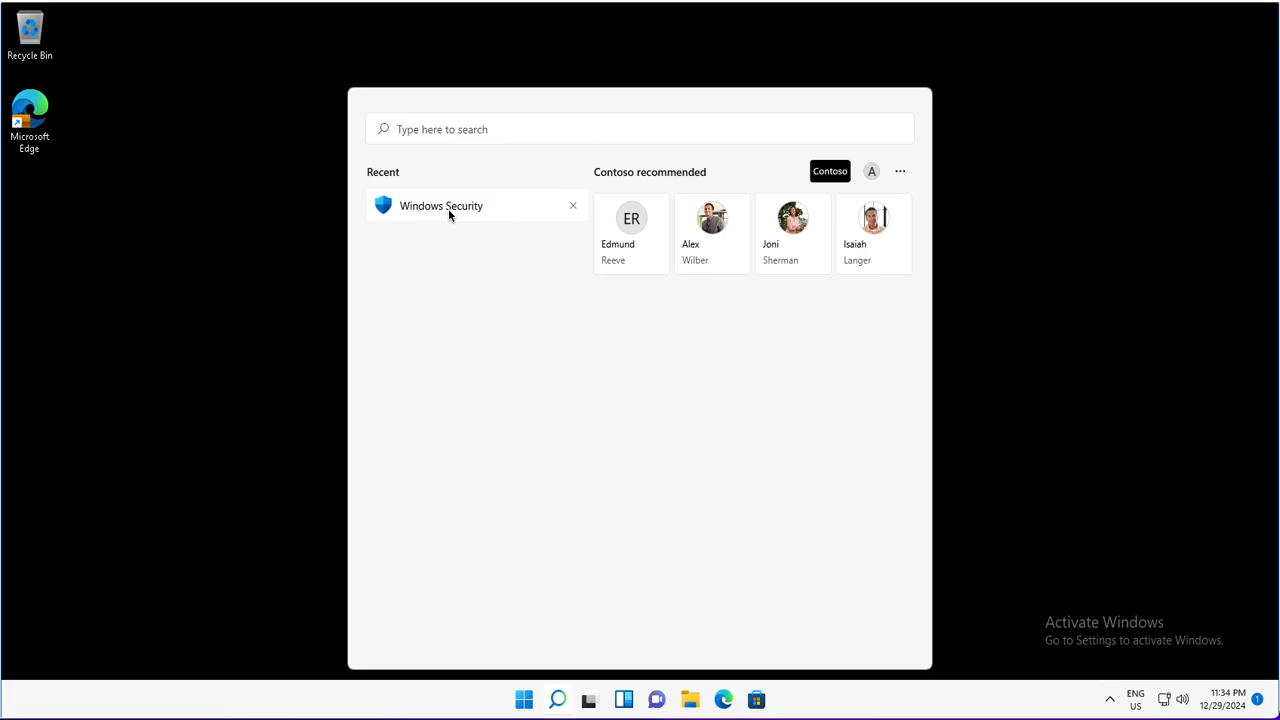 Recycle Bin
Microsoft
Edge
Type here to search
Recent
Contoso recommended
Contoso
A
Windows Security
ER
Edmund
Reeve
Alex
Wilber
Joni
Sherman
Isaiah
Langer
Activate Windows
Go to Settings to activate Windows.
ENG
US
11:34 PM
12/29/2024
1